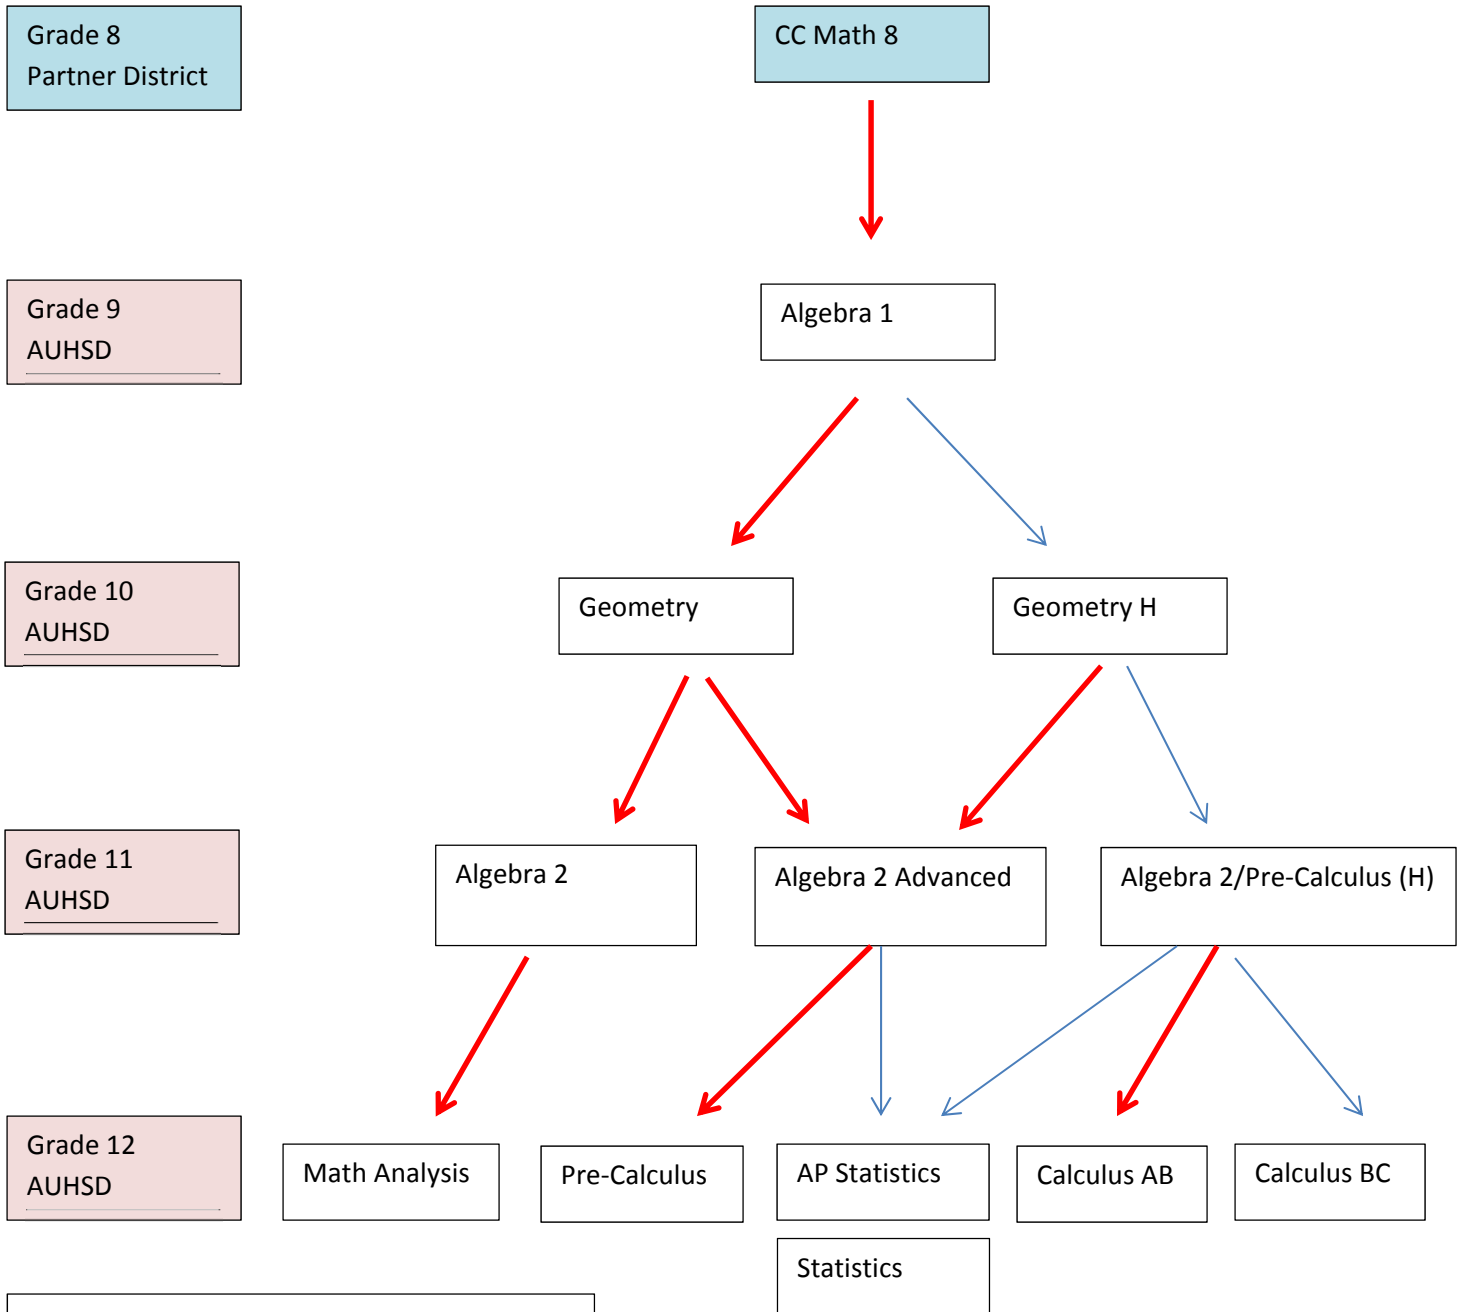 Grade 8
Partner District
CC Math 8
Grade 9
AUHSD
Algebra 1
Grade 10
AUHSD
Geometry
Geometry H
Grade 11
AUHSD
Algebra 2
Algebra 2 Advanced
Algebra 2/Pre-Calculus (H)
Grade 12
AUHSD
Math Analysis
Pre-Calculus
AP Statistics
Calculus AB
Calculus BC
Statistics